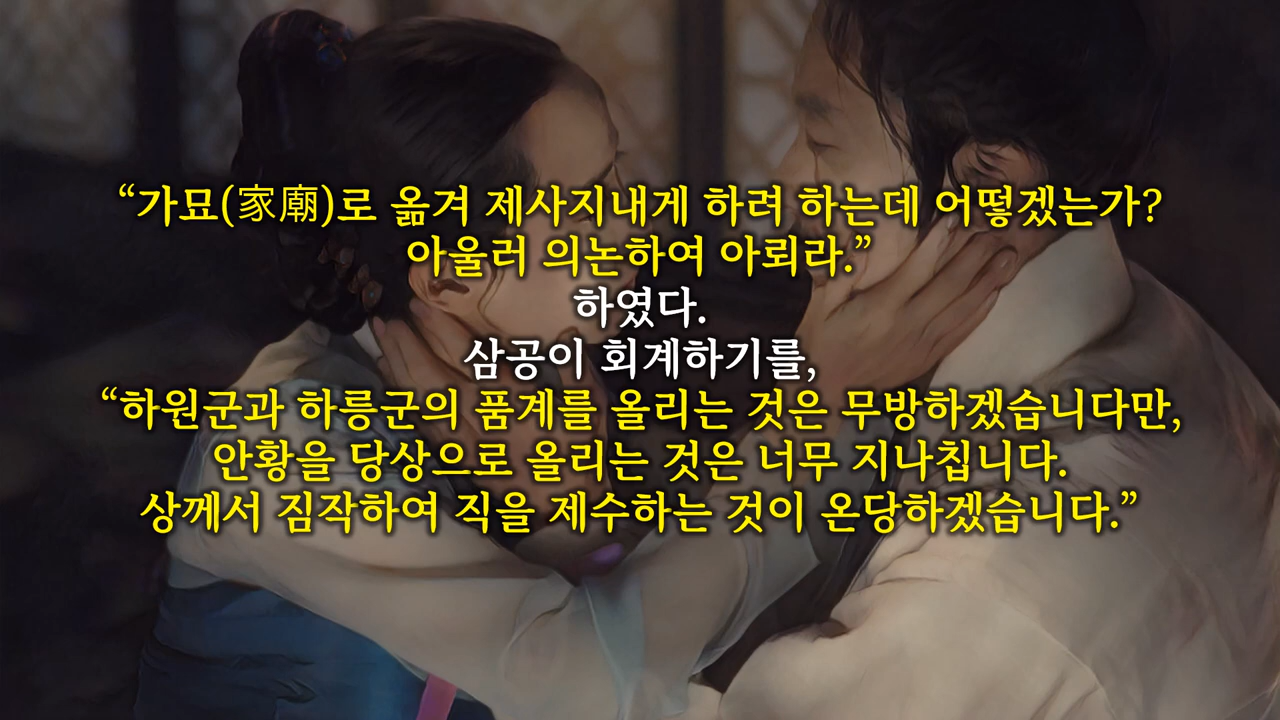 “가묘(家廟)로 옮겨 제사지내게 하려 하는데 어떻겠는가?
아울러 의논하여 아뢰라.”
하였다.
삼공이 회계하기를,
“하원군과 하릉군의 품계를 올리는 것은 무방하겠습니다만,
안황을 당상으로 올리는 것은 너무 지나칩니다.
상께서 짐작하여 직을 제수하는 것이 온당하겠습니다.”